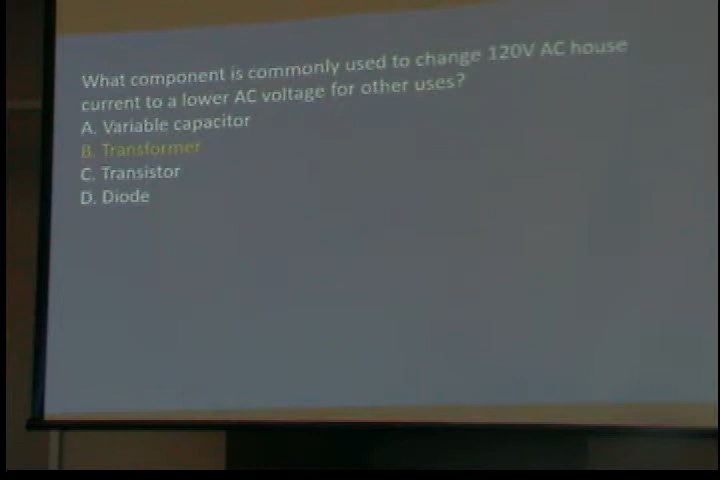 What component is commonly used to change 120V AC house
current to a lower AC voltage for other uses?
A. Variable capacitor
B. Transformer
C. Transistor
D. Diode